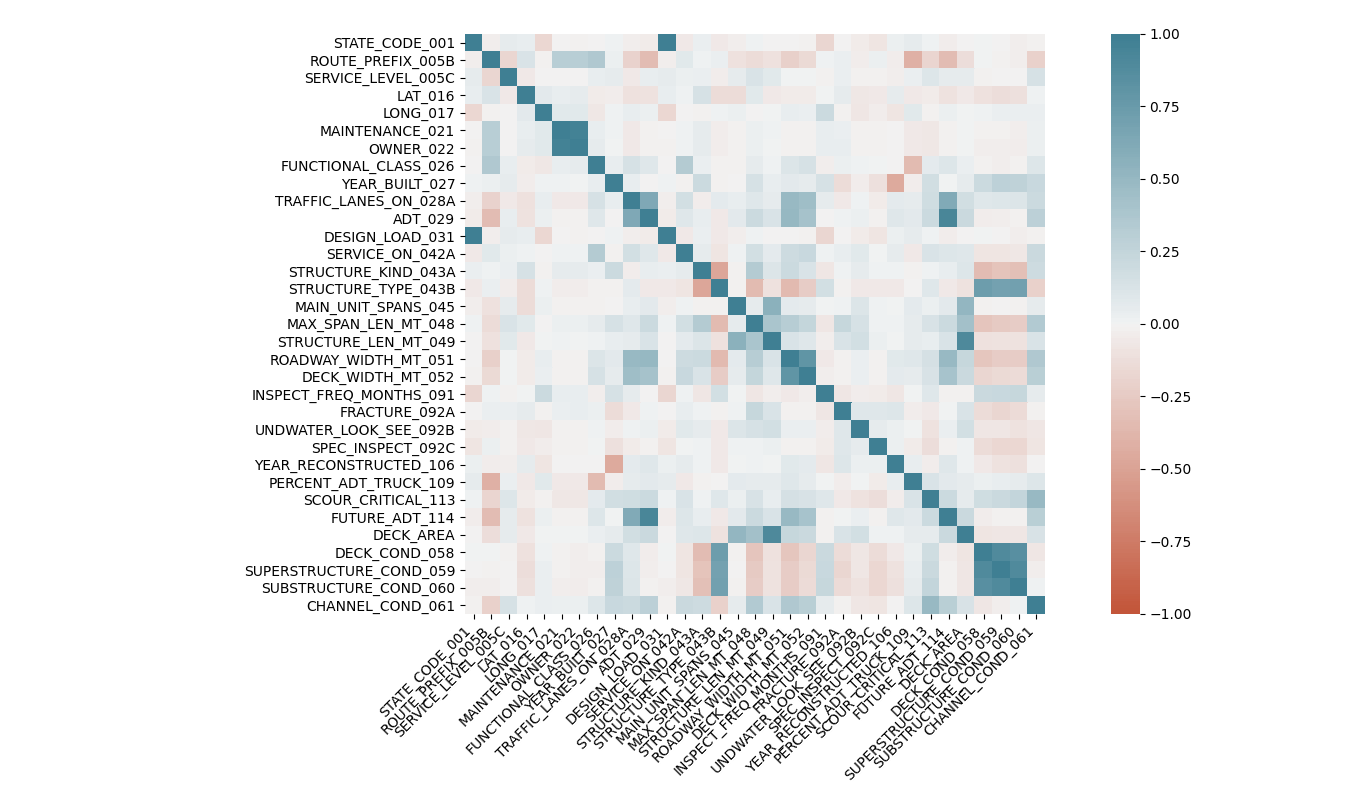 STATE_CODE_001
ROUTE_PREFIX_005B
SERVICE_LEVEL_005C
LAT_016
LONG_017
MAINTENANCE_021
OWNER_022
FUNCTIONAL_CLASS_026
YEAR_BUILT_027
TRAFFIC_LANES_ON_028A
ADT_029
DESIGN_LOAD_031
SERVICE_ON_042A
STRUCTURE_KIND_043A
STRUCTURE_TYPE_043B
MAIN_UNIT_SPANS_045
MAX_SPAN_LEN_MT_048
STRUCTURE_LEN_MT_049
ROADWAY_WIDTH_MT_051
DECK_WIDTH_MT_052
INSPECT_FREQ_MONTHS_091
FRACTURE_092A
UNDWATER_LOOK_SEE_092B
SPEC_INSPECT_092C
YEAR_RECONSTRUCTED_106
PERCENT_ADT_TRUCK_109
SCOUR_CRITICAL_113
FUTURE_ADT_114
DECK_AREA
DECK_COND_058
SUPERSTRUCTURE_COND_059
SUBSTRUCTURE_COND_060
CHANNEL_COND_061
STATE_CODE_001
ROUTE_PREFIX_005B
SERVICE_LEVEL_005C
LAT_016
LONG_017
MAINTENANCE_021
OWNER_022
FUNCTIONAL_CLASS_026
YEAR_BUILT_027
TRAFFIC_LANES_ON_028A
ADT_029
DESIGN_LOAD_031
SERVICE_ON_042A
STRUCTURE_KIND_043A
STRUCTURE_TYPE_043B
MAIN_UNIT_SPANS_045
MAX_SPAN_LEN_MT_048
STRUCTURE_LEN_MT_049
ROADWAY_WIDTH_MT_051
DECK_WIDTH_MT_052
INSPECT_FREQ_MONTHS_091
FRACTURE_092A
UNDWATER_LOOK_SEE_092B
SPEC_INSPECT_092C
YEAR_RECONSTRUCTED_106
PERCENT_ADT_TRUCK_109
SCOUR_CRITICAL_113
FUTURE_ADT_114
DECK_AREA
DECK_COND_058
SUPERSTRUCTURE_COND_059
SUBSTRUCTURE_COND_060
CHANNEL_COND_061
1.00
0.75
0.50
0.25
0.00
−0.25
−0.50
−0.75
−1.00